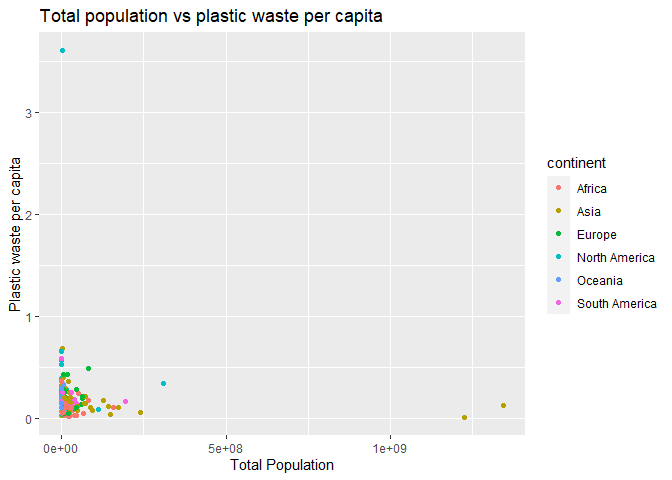 Total population vs plastic waste per capita
Plastic waste per capita
3
2
1
0
0e+00
5e+08
1e+09
Total Population
continent
Africa
Asia
Europe
North America
Oceania
South America